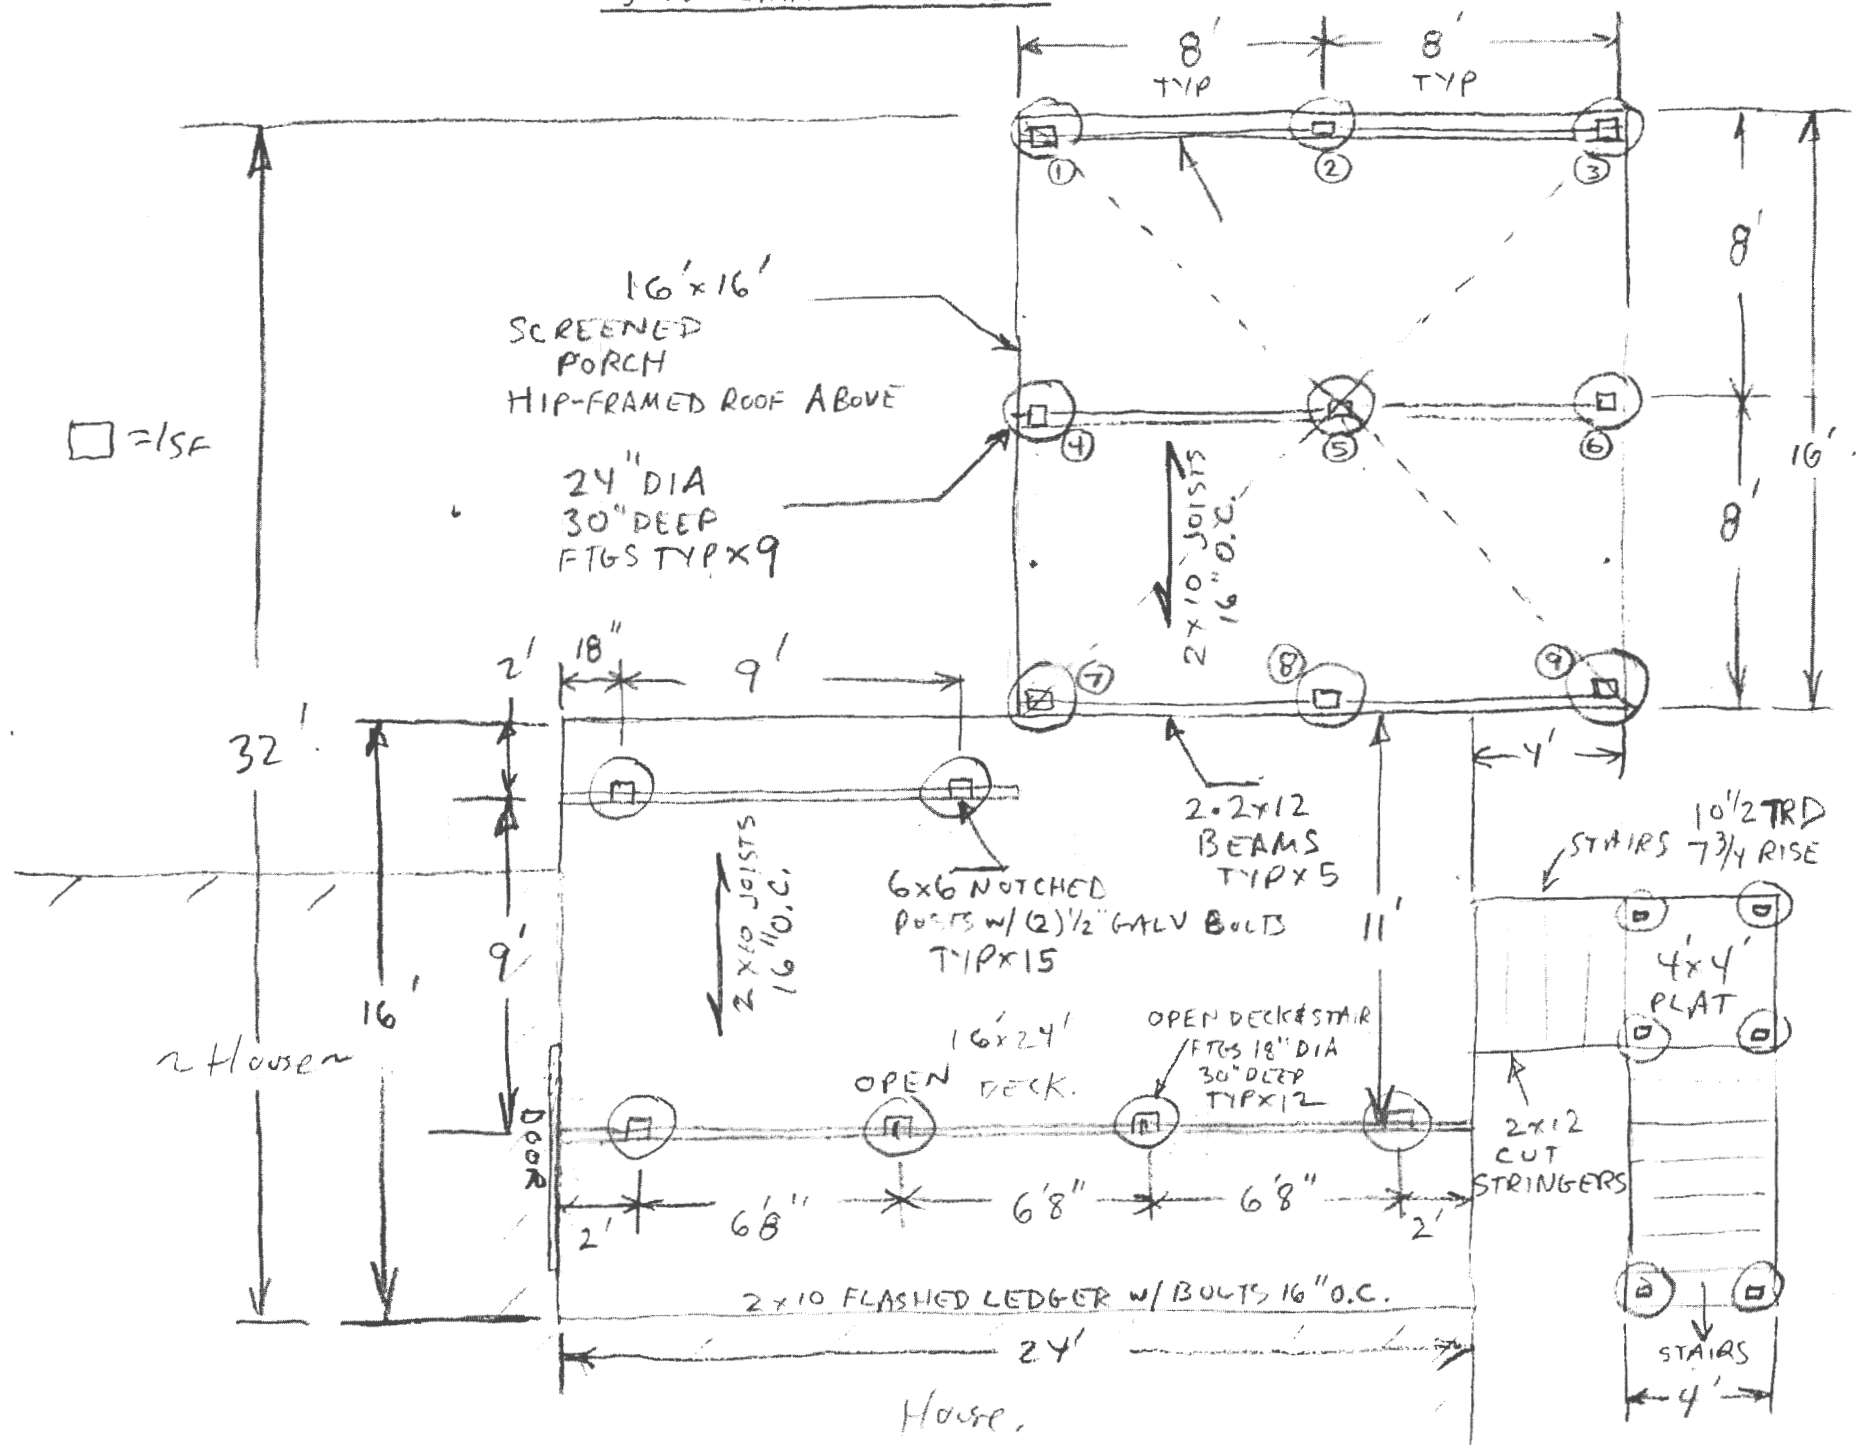 8' 8'
TYP TYP
1 2 3
8'
16'x16'
SCREENED
PORCH
HIP-FRAMED ROOF ABOVE
□ =1SF
4 5 6
16'
24" DIA
30" DEEP
FTGS TYP x 9
2x10 JOISTS
16" O.C.
8'
2' 18" 9'
7 8 9
32'
4'
2·2x12
BEAMS
TYP x 5
10 1/2 TRD
STAIRS 7 3/4 RISE
6x6 NOTCHED
POSTS W/ (2) 1/2" GALV BOLTS
TYP x 15
2x10 JOISTS
16" O.C.
9'
11'
4'x4'
PLAT
16'
~ House ~
16'x24'
OPEN DECK.
OPEN DECK & STAIR
FTGS 18" DIA
30" DEEP
TYP x 12
DOOR
2x12
CUT
STRINGERS
2' 6'8" 6'8" 6'8" 2'
2x10 FLASHED LEDGER W/ BOLTS 16" O.C.
24'
STAIRS
4'
House.